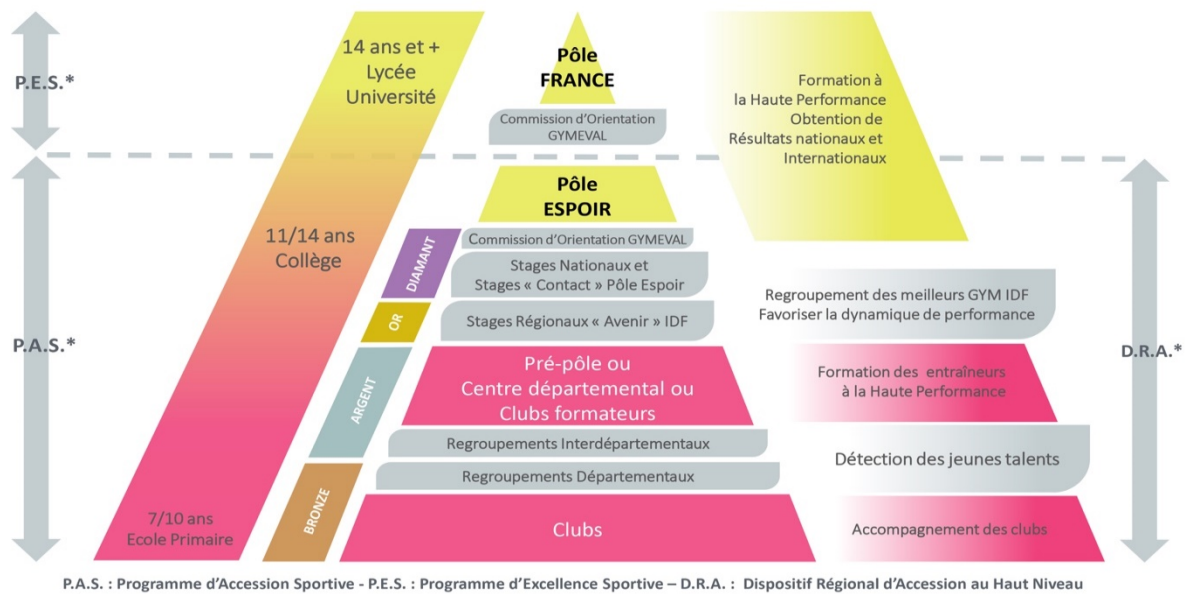 P.E.S.*
14 ans et +
Lycée
Université
Pôle
FRANCE
Commission d'Orientation
GYMEVAL
Formation à
la Haute Performance
Obtention de
Résultats nationaux et
Internationaux
P.A.S.*
11/14 ans
Collège
7/10 ans
Ecole Primaire
DIAMANT
OR
ARGENT
BRONZE
Pôle
ESPOIR
Commission d'Orientation GYMEVAL
Stages Nationaux et
Stages « Contact » Pôle Espoir
Stages Régionaux « Avenir » IDF
Pré-pôle ou
Centre départemental ou
Clubs formateurs
Regroupements Interdépartementaux
Regroupements Départementaux
Clubs
Regroupement des meilleurs GYM IDF
Favoriser la dynamique de performance
Formation des entraîneurs
à la Haute Performance
Détection des jeunes talents
Accompagnement des clubs
D.R.A.*
P.A.S. : Programme d'Accession Sportive - P.E.S. : Programme d'Excellence Sportive – D.R.A. : Dispositif Régional d'Accession au Haut Niveau